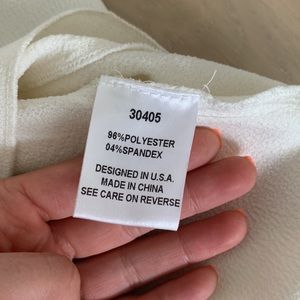 30405
96%POLYESTER
04%SPANDEX
DESIGNED IN U.S.A.
MADE IN CHINA
SEE CARE ON REVERSE